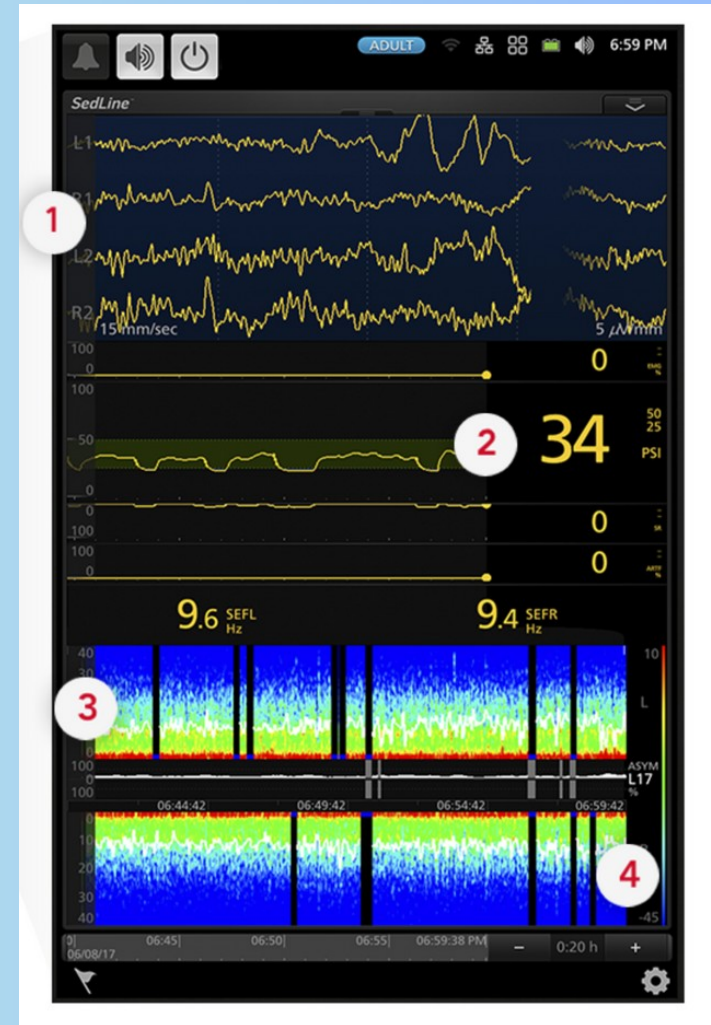 ADULT
6:59 PM
SedLine
L1
R1
1
L2
R2
15 mm/sec
5 µV/mm
100
0
0
EMG
%
100
50
0
2
34
50
25
PSI
0
100
0
SR
100
0
0
ARTF
%
9.6 SEFL
Hz
9.4 SEFR
Hz
40
30
10
3
L
0
100
0
100
ASYM
L17
%
06:44:42
06:49:42
06:54:42
06:59:42
0
10
20
30
40
4
-45
06:45
06:50
06:55
06:59:38 PM
06/08/17
–
0:20 h
+